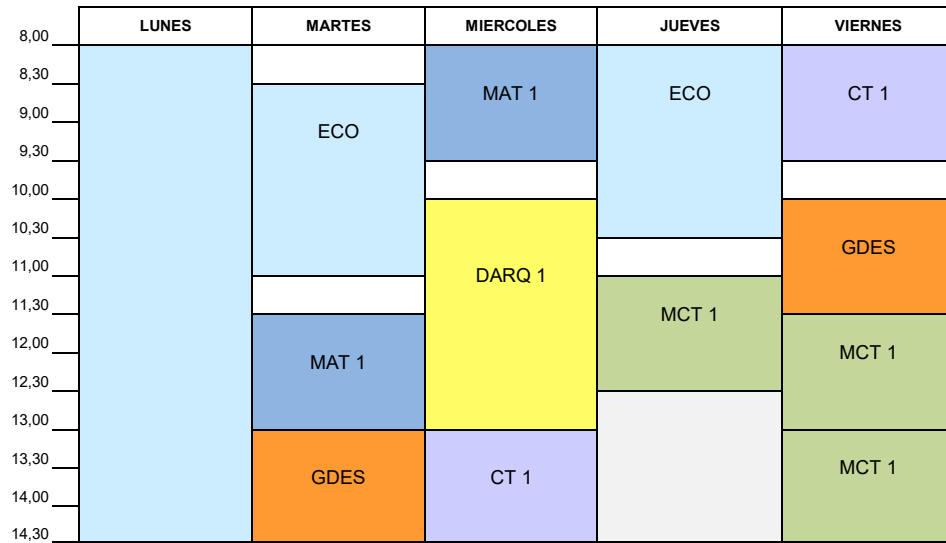 LUNES MARTES MIERCOLES JUEVES VIERNES
8,00
8,30
MAT 1 ECO CT 1
9,00
ECO
9,30
10,00
10,30
GDES
11,00
DARQ 1
11,30
MCT 1
12,00
MCT 1
MAT 1
12,30
13,00
13,30
MCT 1
GDES CT 1
14,00
14,30